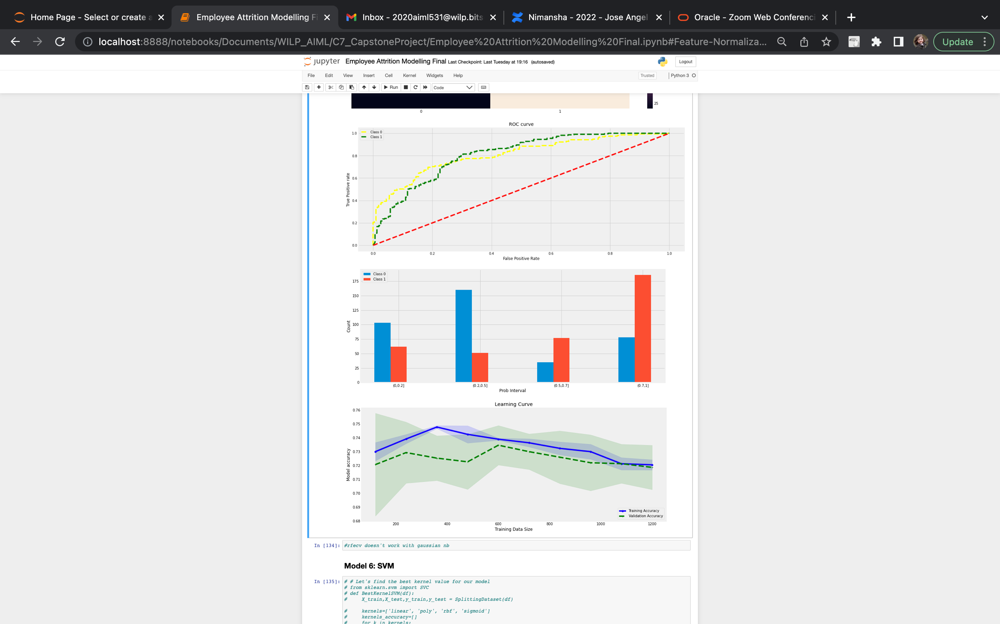 Home Page - Select or create a
Employee Attrition Modelling Fi
Inbox - 2020aiml531@wilp.bits
Nimansha - 2022 - Jose Angel
Oracle - Zoom Web Conferenci
localhost:8888/notebooks/Documents/WILP_AIML/C7_CapstoneProject/Employee%20Attrition%20Modelling%20Final.ipynb#Feature-Normaliza...
Update
jupyter Employee Attrition Modelling Final Last Checkpoint: Last Tuesday at 19:16 (autosaved)
Logout
File Edit View Insert Cell Kernel Widgets Help
Trusted
Python 3
Run
Code
25
0 1
ROC curve
Class 0
Class 1
True Positive rate
1.0
0.8
0.6
0.4
0.2
0.0
0.0 0.2 0.4 0.6 0.8 1.0
False Positive Rate
Class 0
Class 1
Count
175
150
125
100
75
50
25
0
(0,0.2] (0.2,0.5] (0.5,0.7] (0.7,1]
Prob Interval
Learning Curve
Model accuracy
0.76
0.75
0.74
0.73
0.72
0.71
0.70
0.69
0.68
Training Accuracy
Validation Accuracy
200 400 600 800 1000 1200
Training Data Size
In [134]: #rfecv doesn't work with gaussian nb
Model 6: SVM
In [135]: # # Let's find the best kernel value for our model
# from sklearn.svm import SVC
# def BestKernelSVM(df):
#     X_train,X_test,y_train,y_test = SplittingDataset(df)
#     kernels=['linear', 'poly', 'rbf', 'sigmoid']
#     kernels_accuracy=[]
#     for k in kernels: